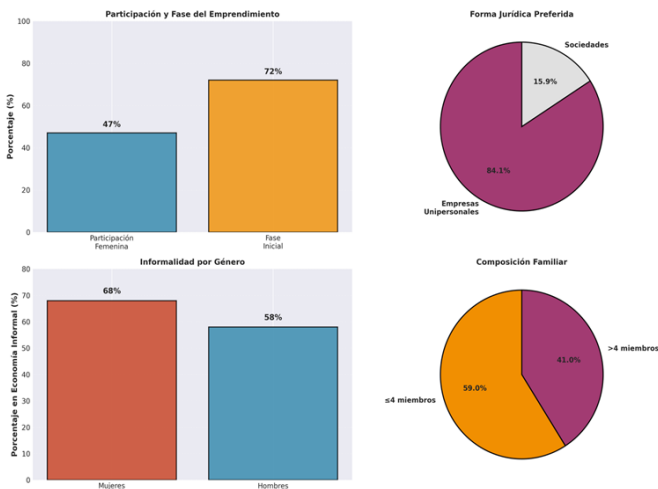 Participación y Fase del Emprendimiento
Porcentaje (%)
100
80
60
40
20
0
47%
72%
Participación
Femenina
Fase
Inicial
Forma Jurídica Preferida
Sociedades
15.9%
84.1%
Empresas
Unipersonales
Informalidad por Género
Porcentaje en Economía Informal (%)
80
70
60
50
40
30
20
10
0
68%
58%
Mujeres
Hombres
Composición Familiar
>4 miembros
41.0%
59.0%
≤4 miembros